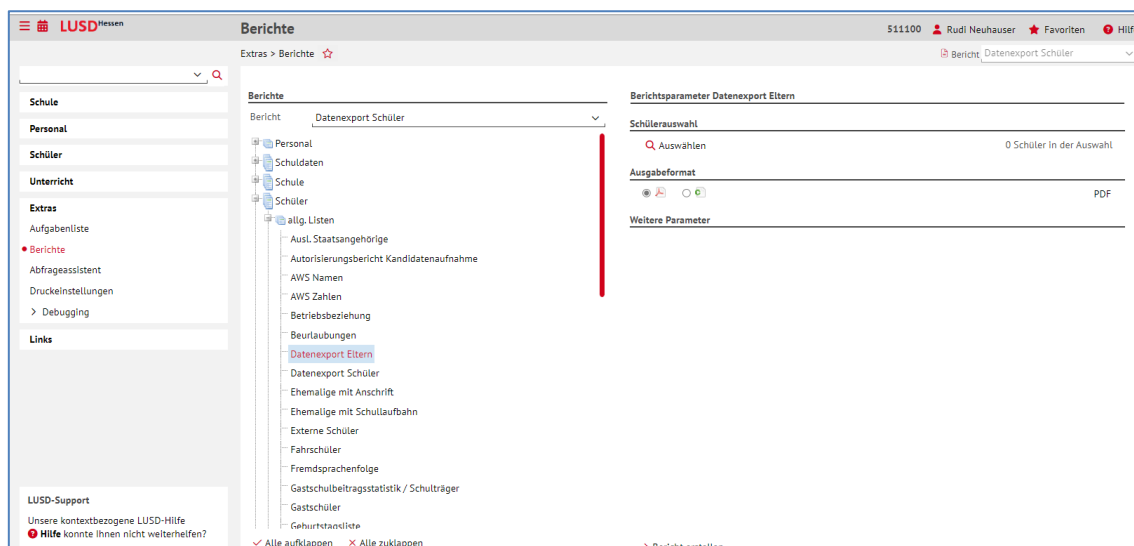 LUSD Hessen
Berichte
511100 Rudi Neuhauser Favoriten Hilf
Extras > Berichte
Bericht Datenexport Schüler
Schule
Personal
Schüler
Unterricht
Extras
Aufgabenliste
Berichte
Abfrageassistent
Druckeinstellungen
> Debugging
Links
LUSD-Support
Unsere kontextbezogene LUSD-Hilfe
Hilfe konnte Ihnen nicht weiterhelfen?
Berichte
Bericht Datenexport Schüler
Personal
Schuldaten
Schule
Schüler
allg. Listen
Ausl. Staatsangehörige
Autorisierungsbericht Kandidatenaufnahme
AWS Namen
AWS Zahlen
Betriebsbeziehung
Beurlaubungen
Datenexport Eltern
Datenexport Schüler
Ehemalige mit Anschrift
Ehemalige mit Schullaufbahn
Externe Schüler
Fahrschüler
Fremdsprachenfolge
Gastschulbeitragsstatistik / Schulträger
Gastschüler
Geburtstagsliste
Alle aufklappen Alle zuklappen
Berichtsparameter Datenexport Eltern
Schülerauswahl
Auswählen 0 Schüler in der Auswahl
Ausgabeformat
PDF
Weitere Parameter
> Bericht erstellen